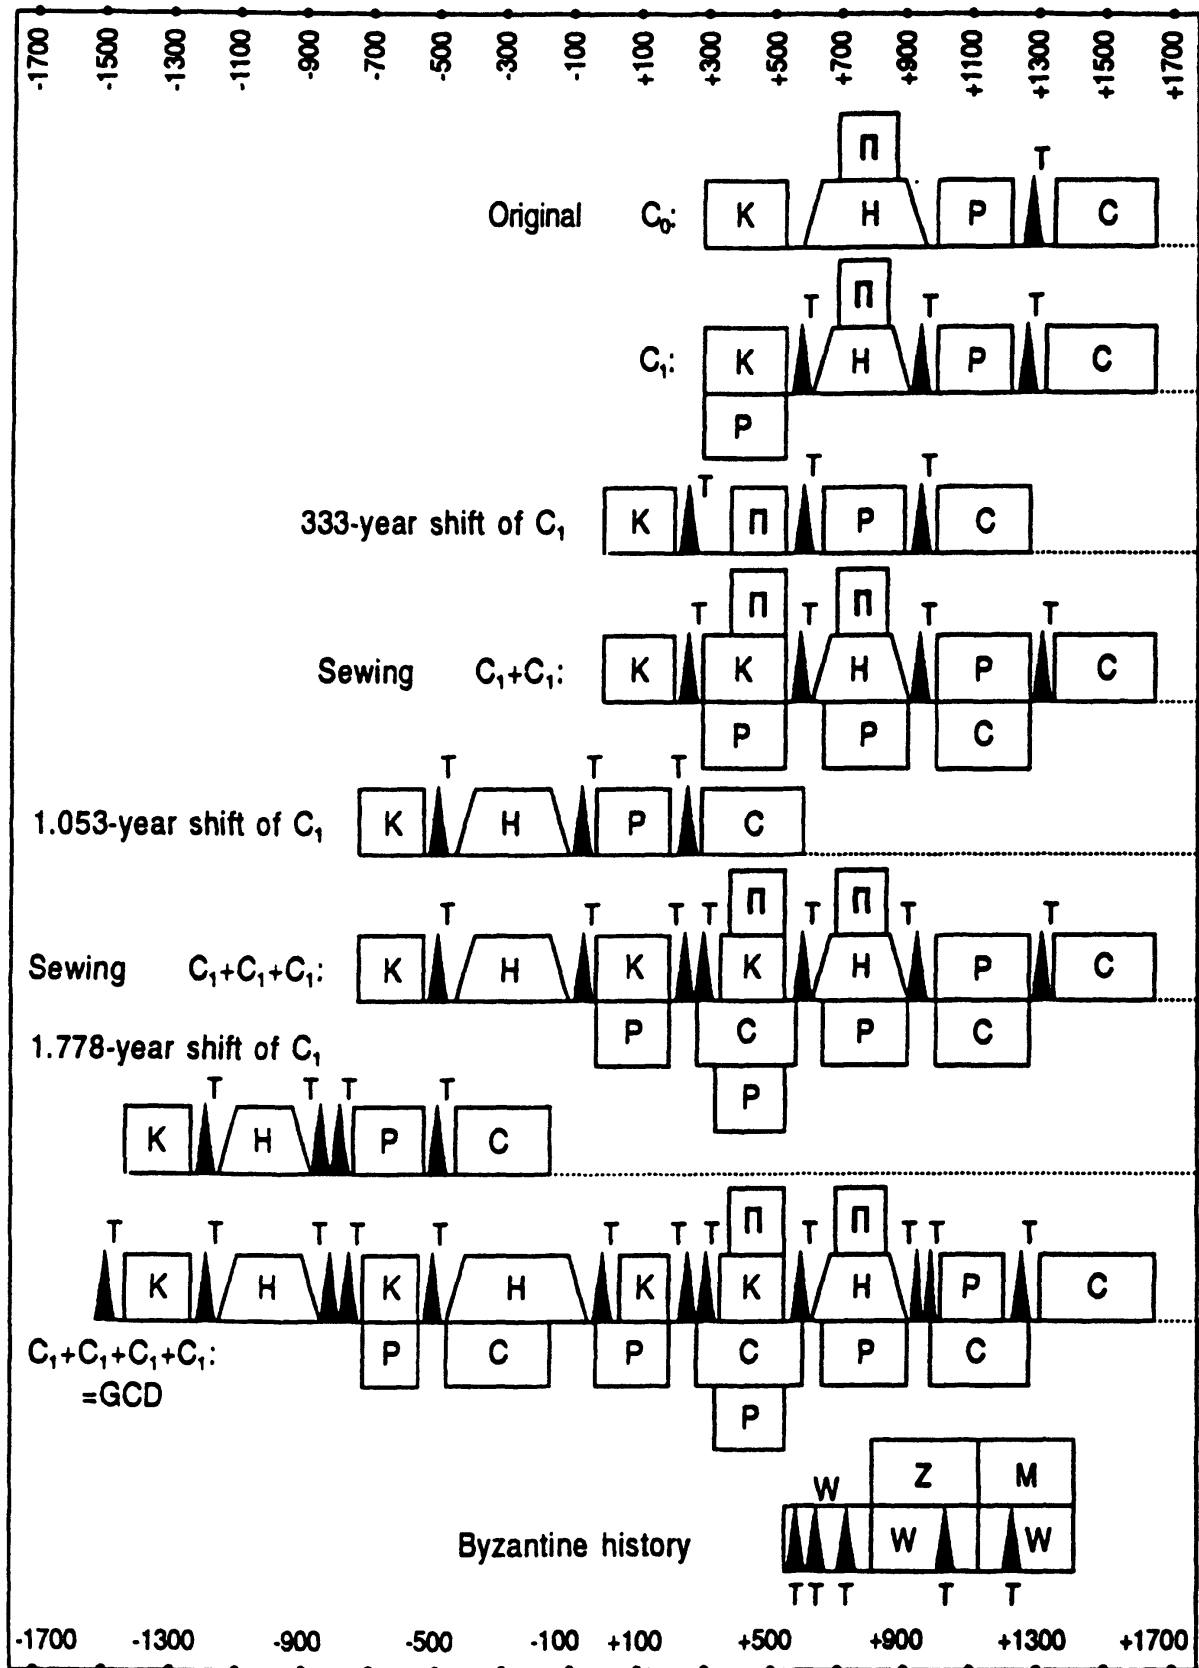 -1700 -1500 -1300 -1100 -900 -700 -500 -300 -100 +100 +300 +500 +700 +900 +1100 +1300 +1500 +1700
П
T
Original C₀: К Н Р С
П
T T T
C₁: К Н Р С
Р
T T T
333-year shift of C₁ К П Р С
П П
T T T T
Sewing C₁+C₁: К К Н Р С
Р Р С
T T T
1.053-year shift of C₁ К Н Р С
П П
T T T T T T T
Sewing C₁+C₁+C₁: К Н К К Н Р С
Р С Р С
1.778-year shift of C₁
Р
T T T T
К Н Р С
П П
T T T T T T T T T T T T
К Н К Н К К Н Р С
C₁+C₁+C₁+C₁: Р С Р С Р С
=GCD
Р
Z M
W
Byzantine history W W
T T T T T
-1700 -1300 -900 -500 -100 +100 +500 +900 +1300 +1700